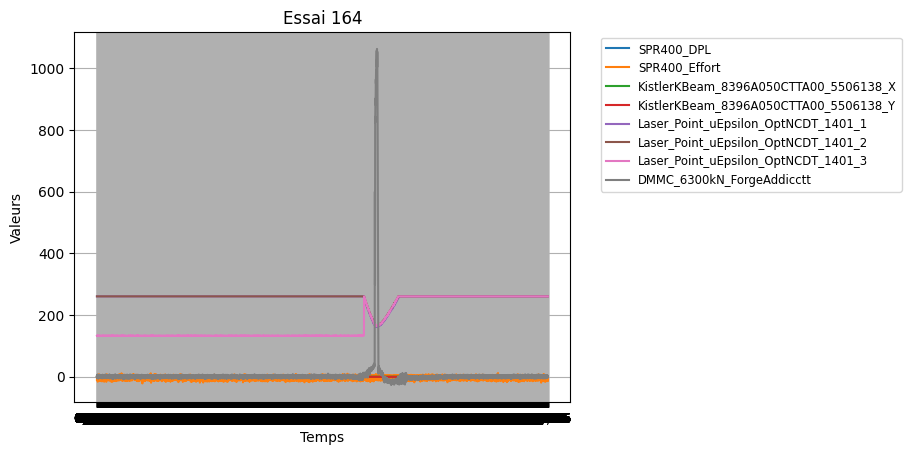 Essai 164
1000
800
600
400
200
0
Valeurs
Temps
SPR400_DPL
SPR400_Effort
KistlerKBeam_8396A050CTTA00_5506138_X
KistlerKBeam_8396A050CTTA00_5506138_Y
Laser_Point_uEpsilon_OptNCDT_1401_1
Laser_Point_uEpsilon_OptNCDT_1401_2
Laser_Point_uEpsilon_OptNCDT_1401_3
DMMC_6300kN_ForgeAddicctt